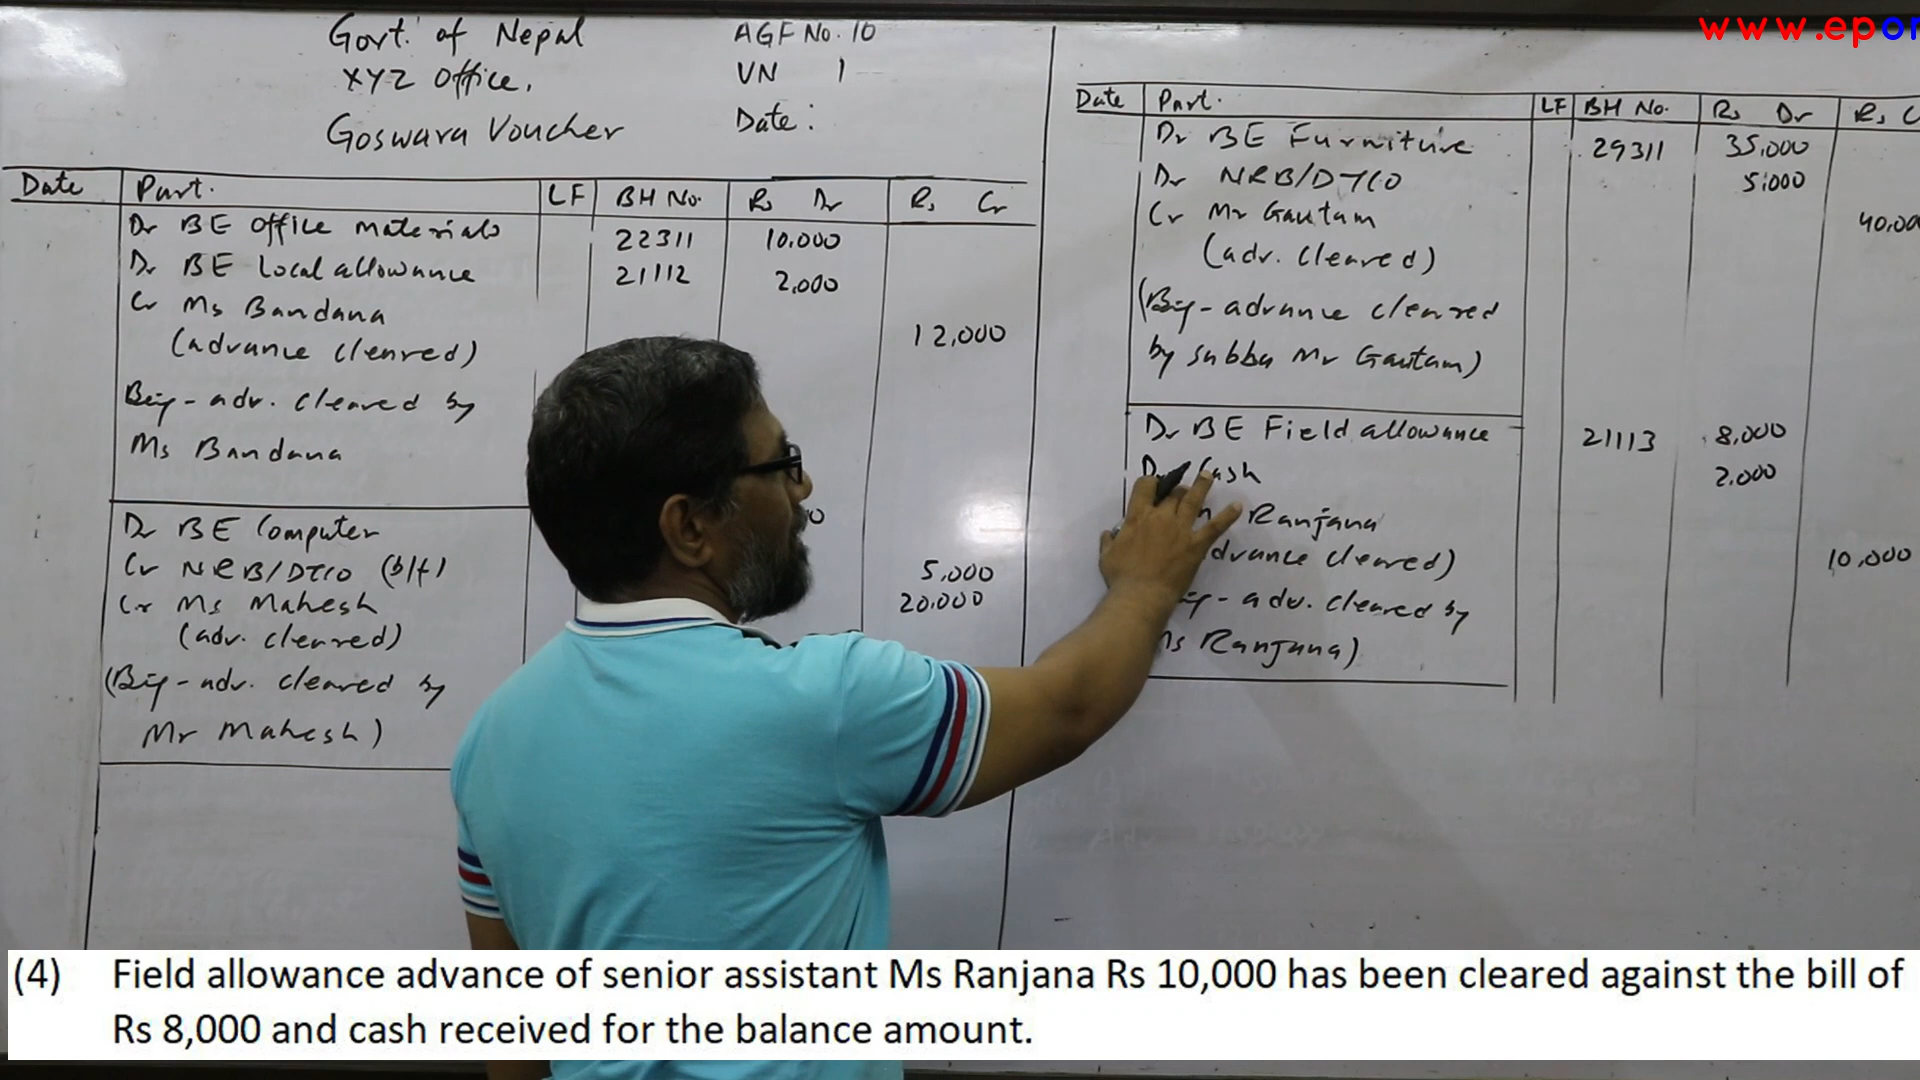 www.epor
Govt. of Nepal AGF No. 10
XYZ Office, VN 1
Goswara Voucher Date:
Date Part. LF BH No. Rs Dr Rs Cr
Dr BE Office materials 22311 10,000
Dr BE Local allowance 21112 2,000
Cr Ms Bandana
(advance cleared) 12,000
Being - adv. cleared by
Ms Bandana
Dr BE Computer
Cr NRB/DTCO (b/f) 5,000
Cr Ms Mahesh 20,000
(adv. cleared)
(Being - adv. cleared by
Mr Mahesh)
Date Part. LF BH No. Rs Dr Rs C
Dr BE Furniture 29311 35,000
Dr NRB/DTCO 5,000
Cr Mr Gautam 40,00
(adv. cleared)
(Being - advance cleared
by Subba Mr Gautam)
Dr BE Field allowance 21113 8,000
Cash 2,000
Ranjana
dvance cleared) 10,000
- adv. cleared by
Ms Ranjana)
(4) Field allowance advance of senior assistant Ms Ranjana Rs 10,000 has been cleared against the bill of
Rs 8,000 and cash received for the balance amount.